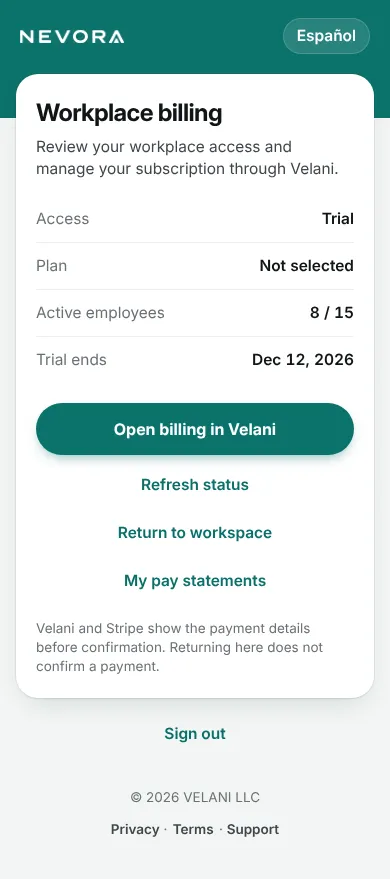 NEVORA
Español
Workplace billing
Review your workplace access and
manage your subscription through Velani.
Access Trial
Plan Not selected
Active employees 8 / 15
Trial ends Dec 12, 2026
Open billing in Velani
Refresh status
Return to workspace
My pay statements
Velani and Stripe show the payment details
before confirmation. Returning here does not
confirm a payment.
Sign out
© 2026 VELANI LLC
Privacy · Terms · Support